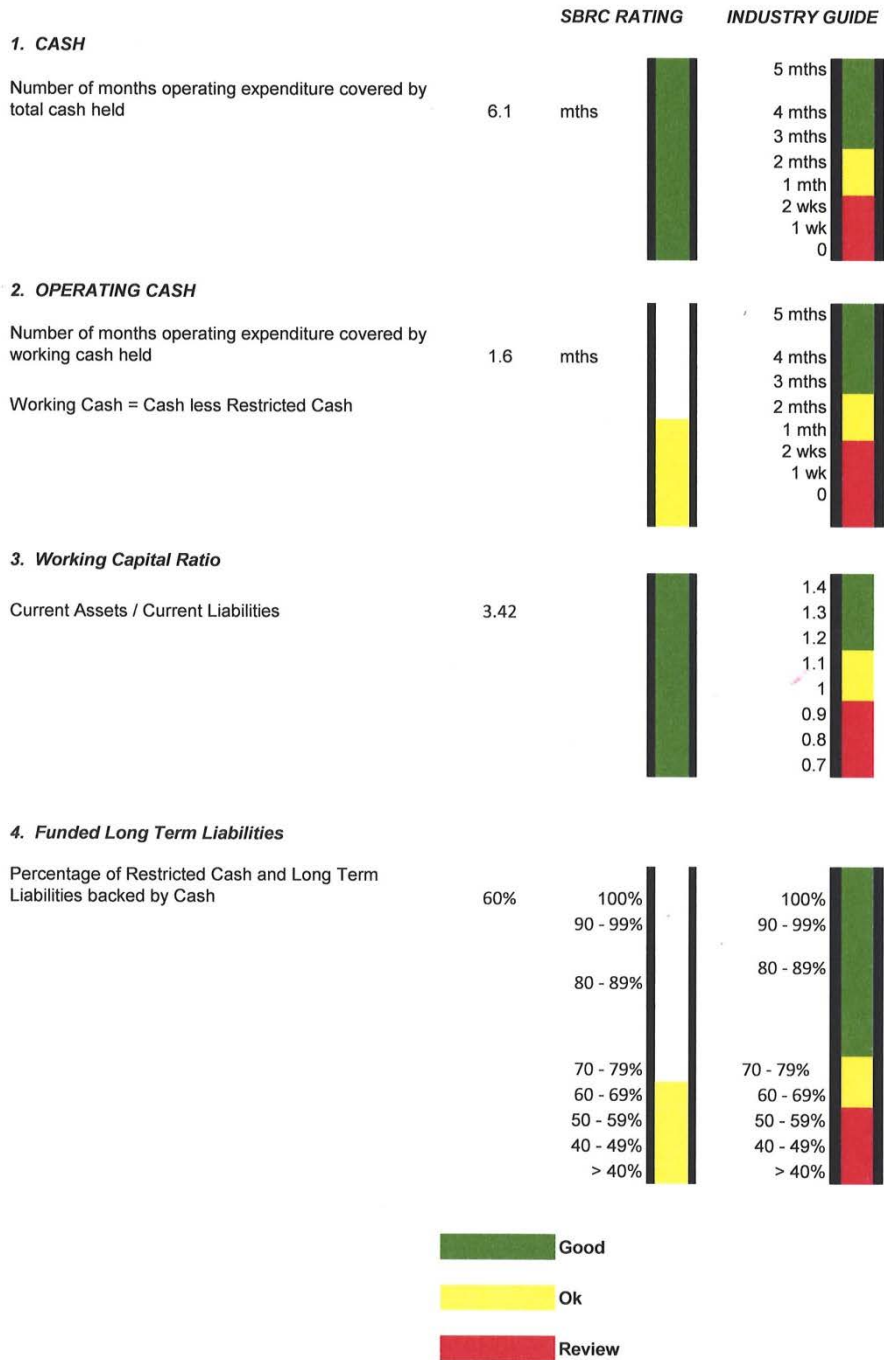 SBRC RATING INDUSTRY GUIDE
1. CASH
Number of months operating expenditure covered by
total cash held
6.1 mths
5 mths
4 mths
3 mths
2 mths
1 mth
2 wks
1 wk
0
2. OPERATING CASH
Number of months operating expenditure covered by
working cash held
1.6 mths
Working Cash = Cash less Restricted Cash
5 mths
4 mths
3 mths
2 mths
1 mth
2 wks
1 wk
0
3. Working Capital Ratio
Current Assets / Current Liabilities
3.42
1.4
1.3
1.2
1.1
1
0.9
0.8
0.7
4. Funded Long Term Liabilities
Percentage of Restricted Cash and Long Term
Liabilities backed by Cash
60%
100%
90 - 99%
80 - 89%
70 - 79%
60 - 69%
50 - 59%
40 - 49%
> 40%
100%
90 - 99%
80 - 89%
70 - 79%
60 - 69%
50 - 59%
40 - 49%
> 40%
Good
Ok
Review